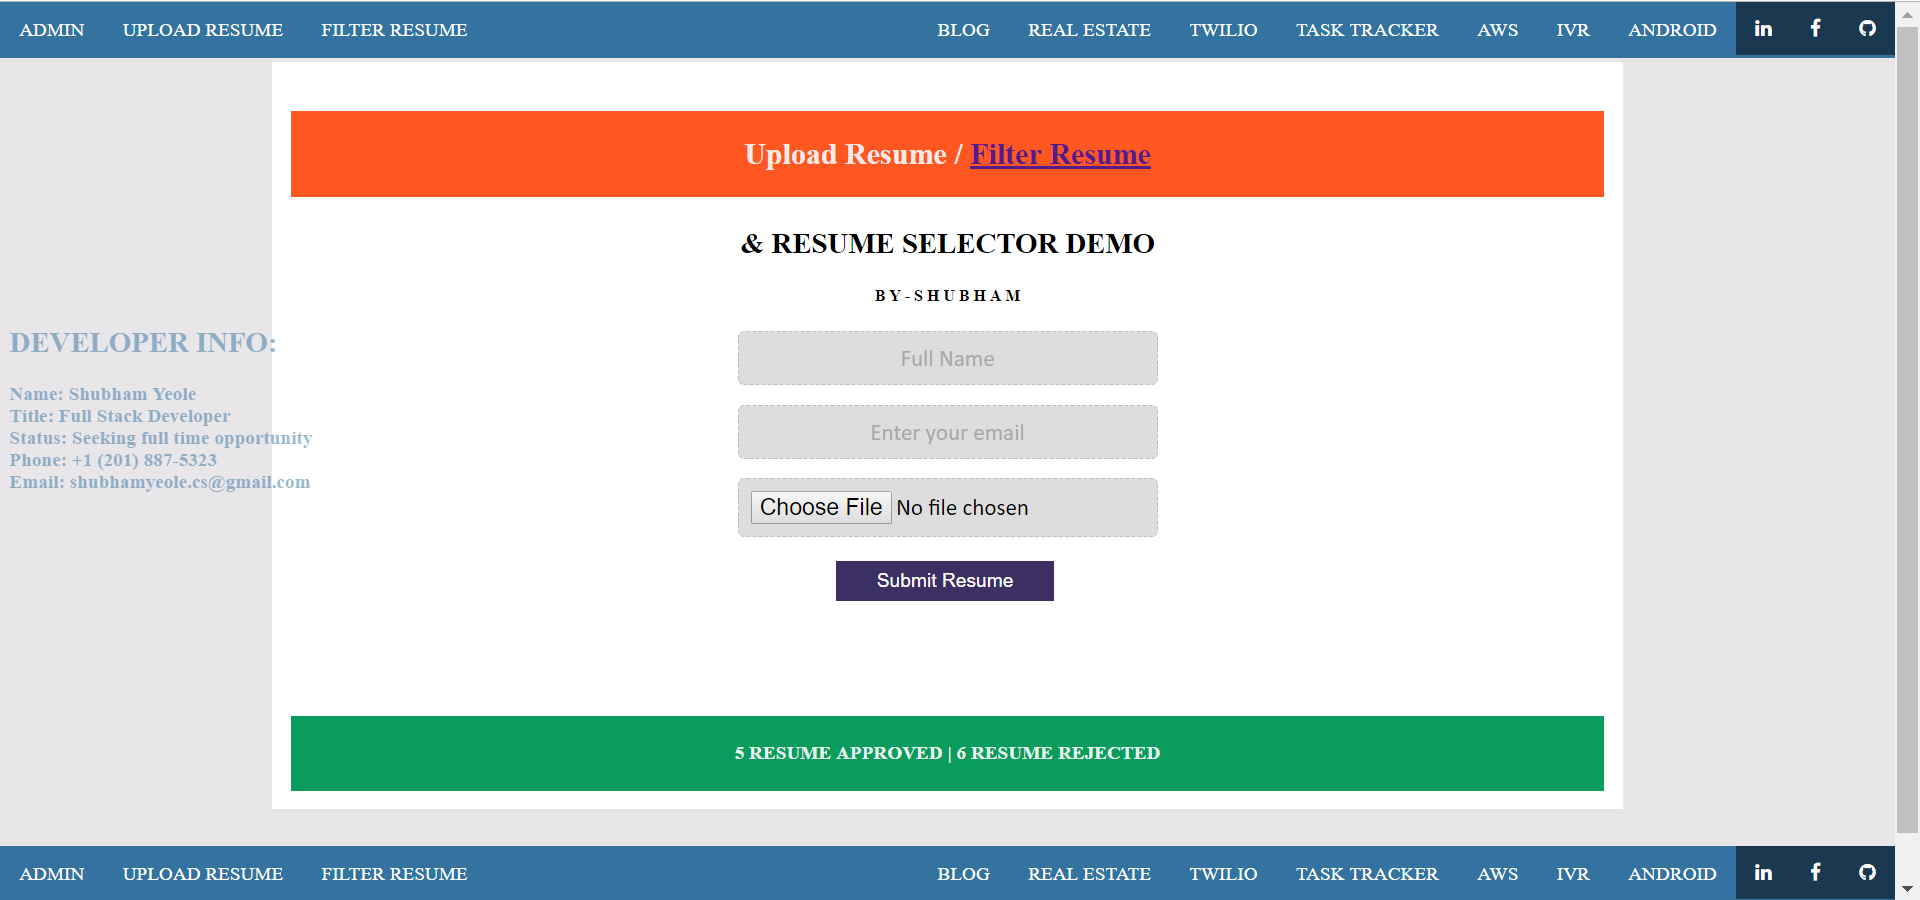 ADMIN UPLOAD RESUME FILTER RESUME BLOG REAL ESTATE TWILIO TASK TRACKER AWS IVR ANDROID
Upload Resume / Filter Resume
& RESUME SELECTOR DEMO
BY-SHUBHAM
DEVELOPER INFO:
Name: Shubham Yeole
Title: Full Stack Developer
Status: Seeking full time opportunity
Phone: +1 (201) 887-5323
Email: shubhamyeole.cs@gmail.com
Full Name
Enter your email
Choose File No file chosen
Submit Resume
5 RESUME APPROVED | 6 RESUME REJECTED
ADMIN UPLOAD RESUME FILTER RESUME BLOG REAL ESTATE TWILIO TASK TRACKER AWS IVR ANDROID